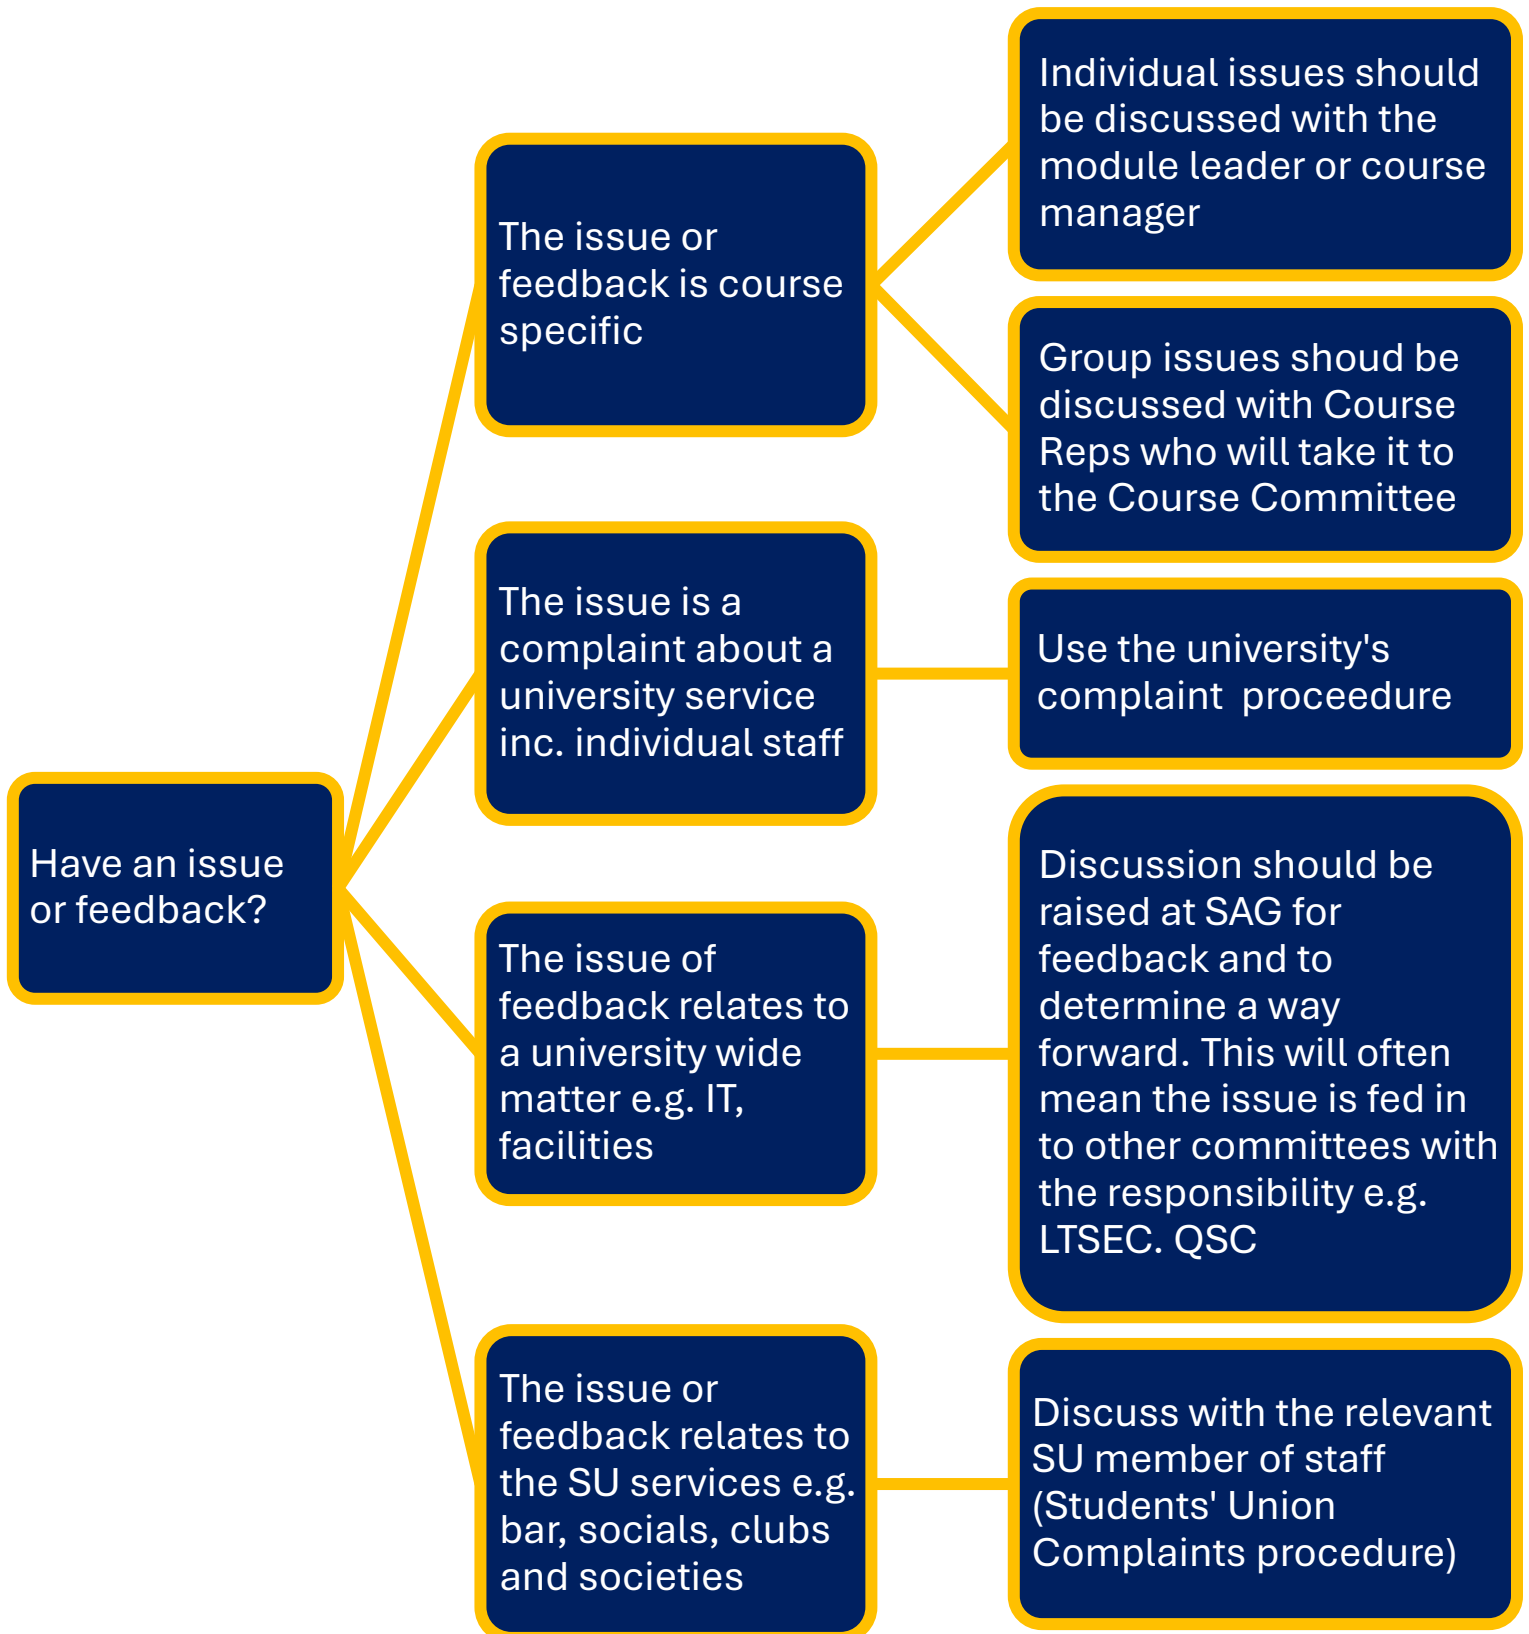 Have an issue
or feedback?
The issue or
feedback is course
specific
Individual issues should
be discussed with the
module leader or course
manager
Group issues shoud be
discussed with Course
Reps who will take it to
the Course Committee
The issue is a
complaint about a
university service
inc. individual staff
Use the university's
complaint  proceedure
The issue of
feedback relates to
a university wide
matter e.g. IT,
facilities
Discussion should be
raised at SAG for
feedback and to
determine a way
forward. This will often
mean the issue is fed in
to other committees with
the responsibility e.g.
LTSEC. QSC
The issue or
feedback relates to
the SU services e.g.
bar, socials, clubs
and societies
Discuss with the relevant
SU member of staff
(Students' Union
Complaints procedure)